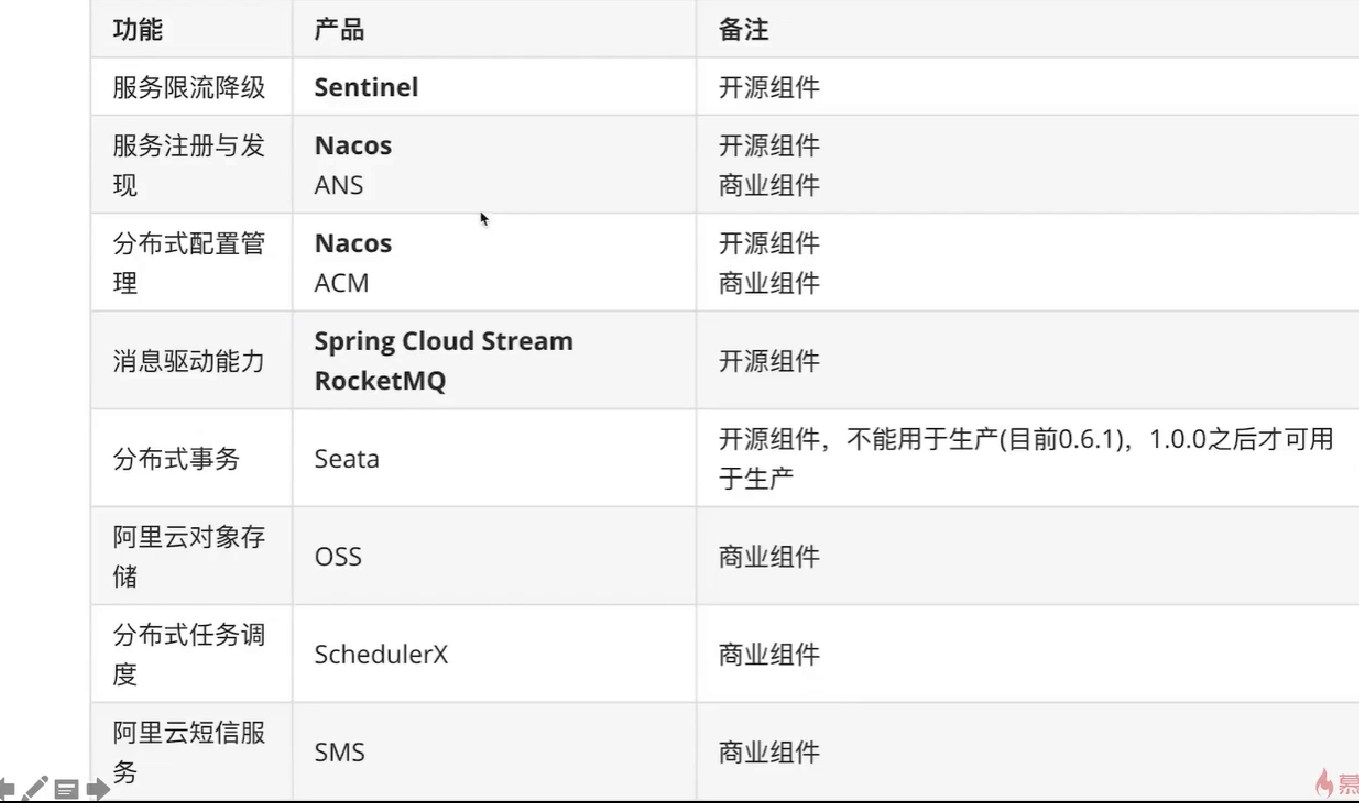 功能 产品 备注
服务限流降级 Sentinel 开源组件
服务注册与发 Nacos 开源组件
现 ANS 商业组件
分布式配置管 Nacos 开源组件
理 ACM 商业组件
消息驱动能力 Spring Cloud Stream 开源组件
RocketMQ
分布式事务 Seata 开源组件，不能用于生产(目前0.6.1)，1.0.0之后才可用
于生产
阿里云对象存 OSS 商业组件
储
分布式任务调 SchedulerX 商业组件
度
阿里云短信服 SMS 商业组件
务
慕